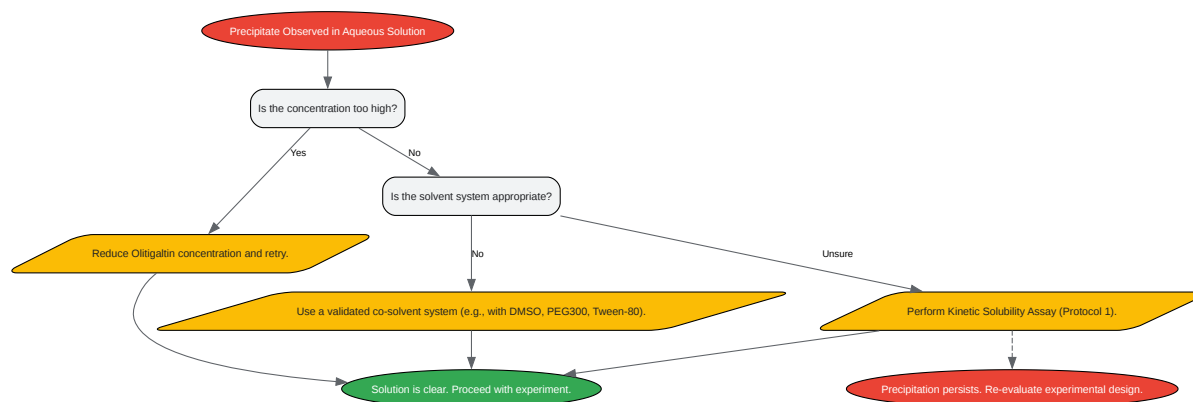 Precipitate Observed in Aqueous Solution
Is the concentration too high?
Yes
No
Is the solvent system appropriate?
Reduce Olitigaltin concentration and retry.
No
Unsure
Use a validated co-solvent system (e.g., with DMSO, PEG300, Tween-80).
Perform Kinetic Solubility Assay (Protocol 1).
Solution is clear. Proceed with experiment.
Precipitation persists. Re-evaluate experimental design.